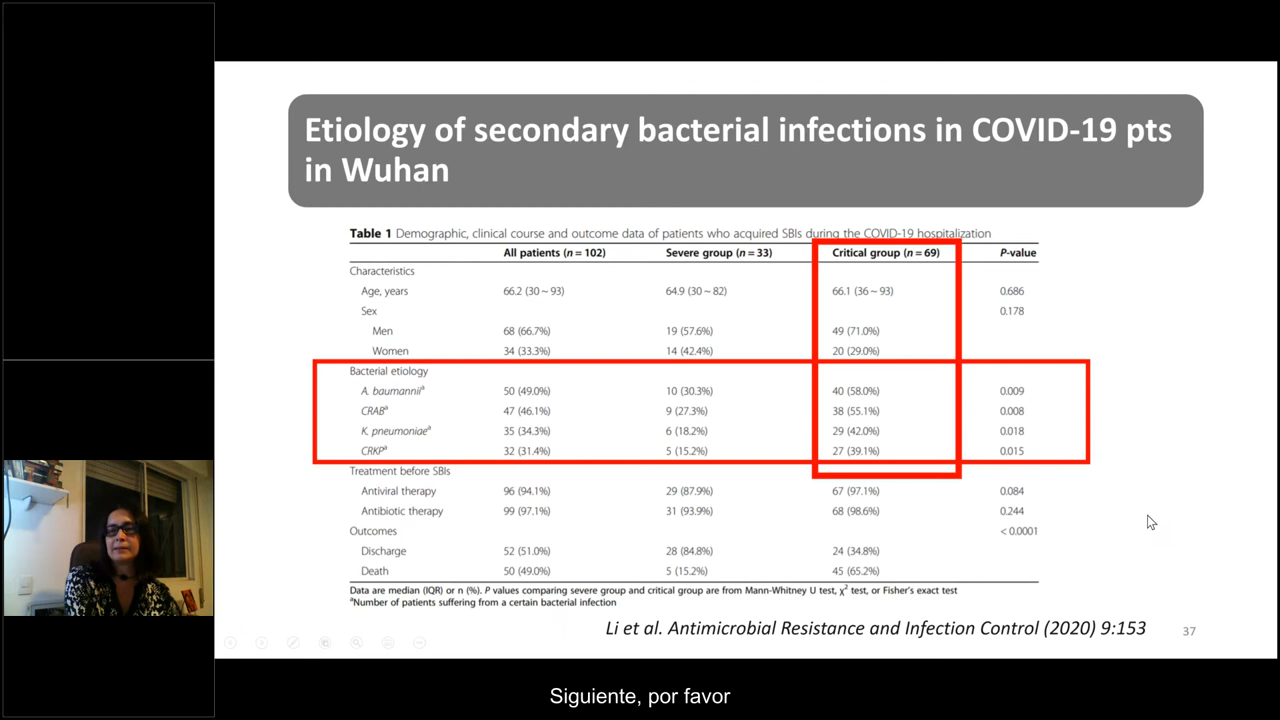 Etiology of secondary bacterial infections in COVID-19 pts
in Wuhan
Table 1 Demographic, clinical course and outcome data of patients who acquired SBIs during the COVID-19 hospitalization
All patients (n = 102) Severe group (n = 33) Critical group (n = 69) P-value
Characteristics
Age, years 66.2 (30 ~ 93) 64.9 (30 ~ 82) 66.1 (36 ~ 93) 0.686
Sex 0.178
Men 68 (66.7%) 19 (57.6%) 49 (71.0%)
Women 34 (33.3%) 14 (42.4%) 20 (29.0%)
Bacterial etiology
A. baumanniiᵃ 50 (49.0%) 10 (30.3%) 40 (58.0%) 0.009
CRABᵃ 47 (46.1%) 9 (27.3%) 38 (55.1%) 0.008
K. pneumoniaeᵃ 35 (34.3%) 6 (18.2%) 29 (42.0%) 0.018
CRKPᵃ 32 (31.4%) 5 (15.2%) 27 (39.1%) 0.015
Treatment before SBIs
Antiviral therapy 96 (94.1%) 29 (87.9%) 67 (97.1%) 0.084
Antibiotic therapy 99 (97.1%) 31 (93.9%) 68 (98.6%) 0.244
Outcomes < 0.0001
Discharge 52 (51.0%) 28 (84.8%) 24 (34.8%)
Death 50 (49.0%) 5 (15.2%) 45 (65.2%)
Data are median (IQR) or n (%). P values comparing severe group and critical group are from Mann-Whitney U test, χ² test, or Fisher's exact test
ᵃNumber of patients suffering from a certain bacterial infection
Li et al. Antimicrobial Resistance and Infection Control (2020) 9:153
37
Siguiente, por favor